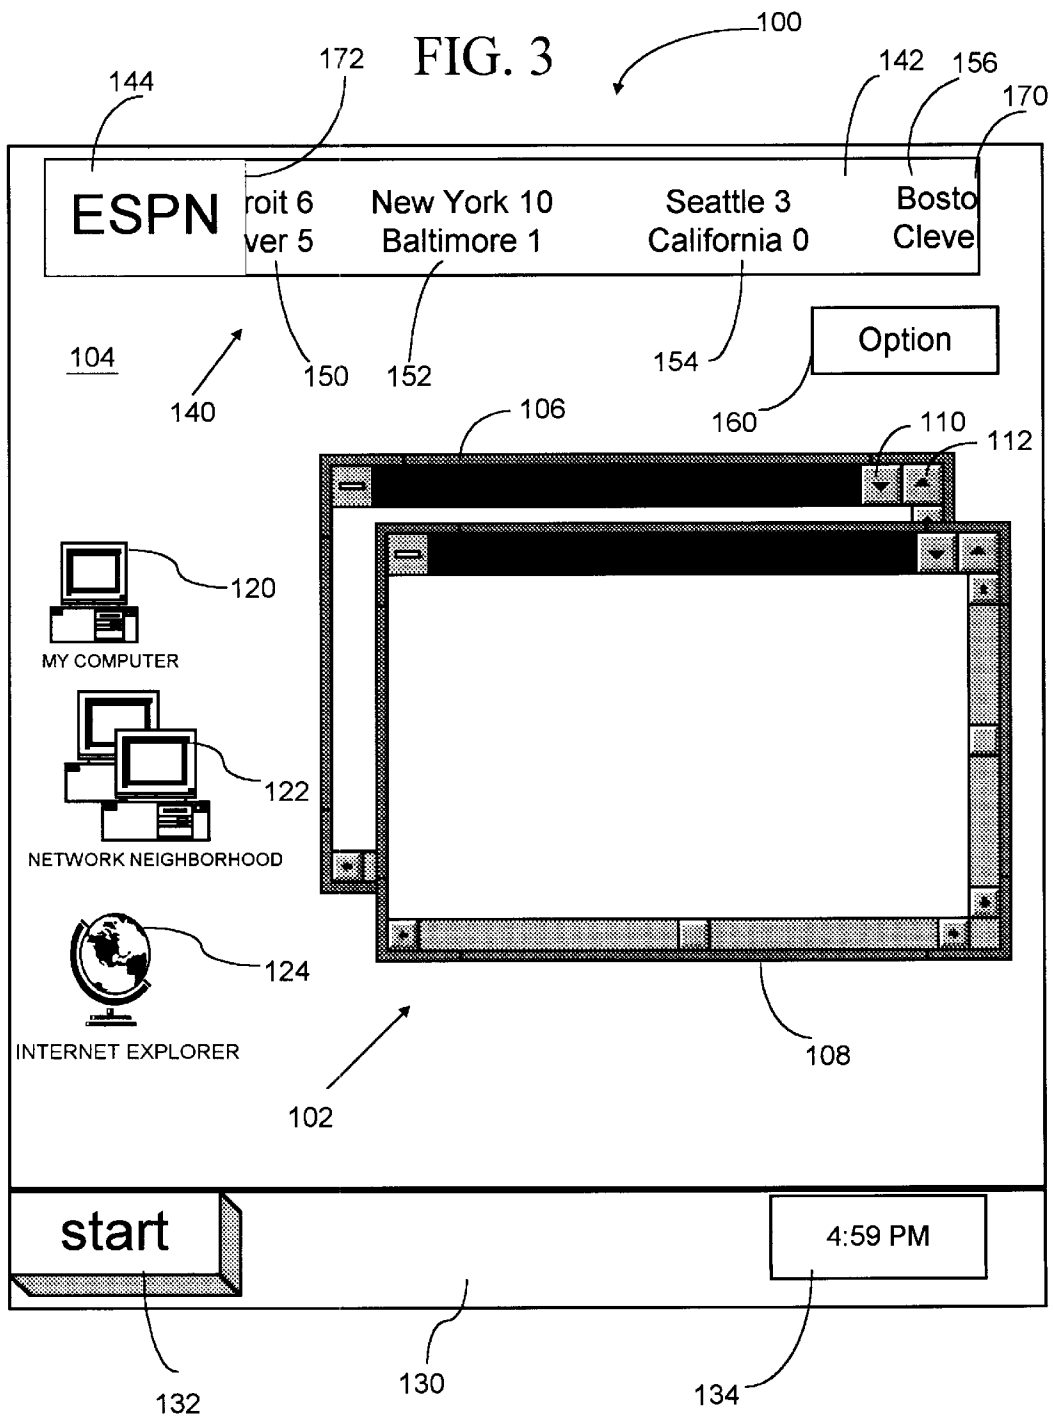 FIG. 3
100
144
172
142
156
170
ESPN
roit 6
ver 5
New York 10
Baltimore 1
Seattle 3
California 0
Bosto
Cleve
104
140
150
152
154
Option
160
106
110
112
120
MY COMPUTER
122
NETWORK NEIGHBORHOOD
124
INTERNET EXPLORER
102
108
start
4:59 PM
132
130
134